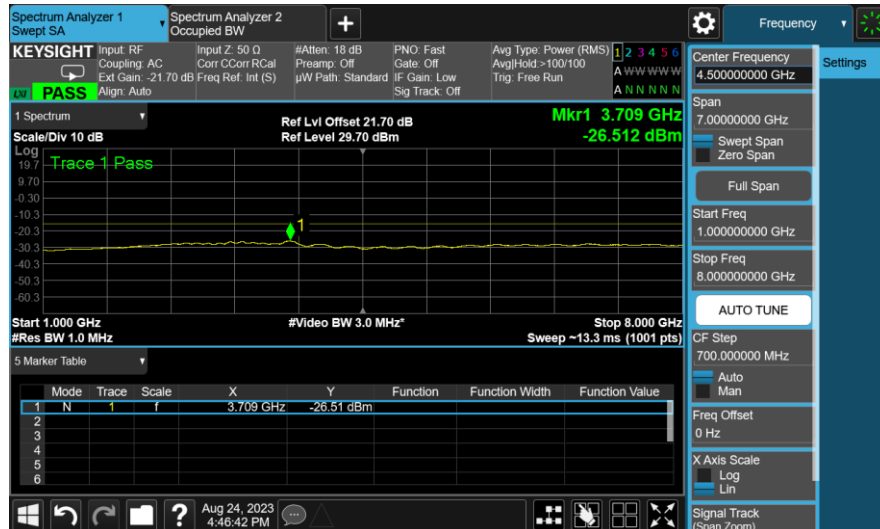 Spectrum Analyzer 1
Swept SA
Spectrum Analyzer 2
Occupied BW
Frequency
KEYSIGHT
Input: RF
Coupling: AC
Ext Gain: -21.70 dB
Align: Auto
Input Z: 50 Ω
Corr CCorr RCal
Freq Ref: Int (S)
#Atten: 18 dB
Preamp: Off
µW Path: Standard
PNO: Fast
Gate: Off
IF Gain: Low
Sig Track: Off
Avg Type: Power (RMS)
Avg|Hold:>100/100
Trig: Free Run
1 2 3 4 5 6
A W W W W W
A N N N N N
LXI PASS
1 Spectrum
Scale/Div 10 dB
Ref Lvl Offset 21.70 dB
Ref Level 29.70 dBm
Mkr1 3.709 GHz
-26.512 dBm
Log
Trace 1 Pass
19.7
9.70
-0.30
-10.3
-20.3
-30.3
-40.3
-50.3
-60.3
1
Start 1.000 GHz
#Video BW 3.0 MHz*
Stop 8.000 GHz
#Res BW 1.0 MHz
Sweep ~13.3 ms (1001 pts)
5 Marker Table
Mode Trace Scale X Y Function Function Width Function Value
1 N 1 f 3.709 GHz -26.51 dBm
2
3
4
5
6
Aug 24, 2023
4:46:42 PM
Center Frequency
4.500000000 GHz
Settings
Span
7.00000000 GHz
Swept Span
Zero Span
Full Span
Start Freq
1.000000000 GHz
Stop Freq
8.000000000 GHz
AUTO TUNE
CF Step
700.000000 MHz
Auto
Man
Freq Offset
0 Hz
X Axis Scale
Log
Lin
Signal Track
(Span Zoom)